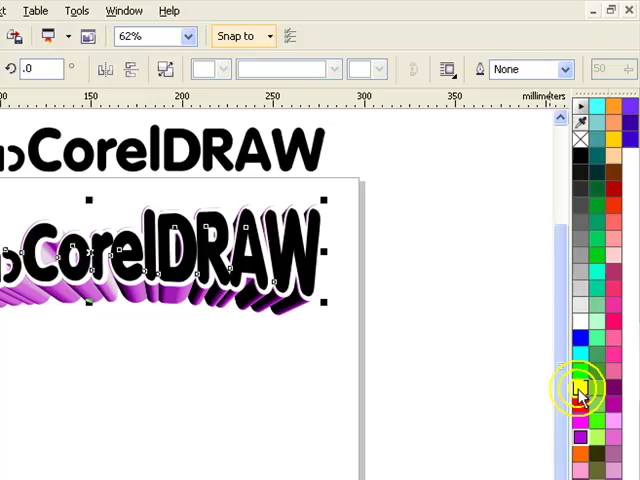 Table Tools Window Help
62% Snap to
.0 ° None 50
150 200 250 300 350 millimeters
CorelDRAW
CorelDRAW